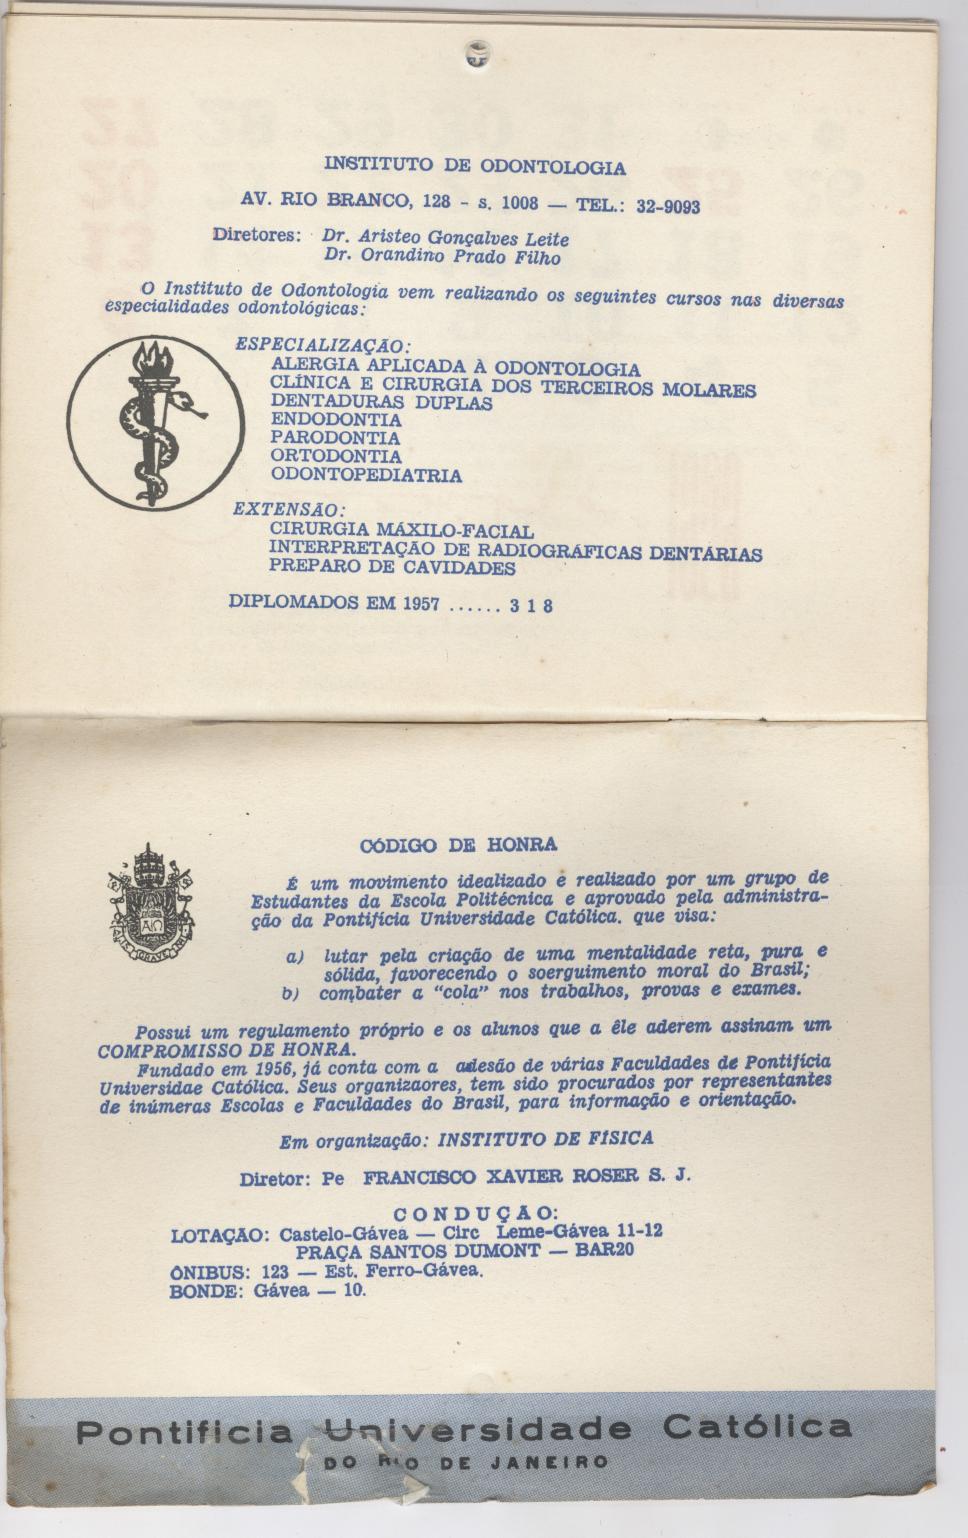 INSTITUTO DE ODONTOLOGIA
AV. RIO BRANCO, 128 - s. 1008 — TEL.: 32-9093
Diretores: Dr. Aristeo Gonçalves Leite
Dr. Orandino Prado Filho
O Instituto de Odontologia vem realizando os seguintes cursos nas diversas
especialidades odontológicas:
ESPECIALIZAÇÃO:
ALERGIA APLICADA À ODONTOLOGIA
CLÍNICA E CIRURGIA DOS TERCEIROS MOLARES
DENTADURAS DUPLAS
ENDODONTIA
PARODONTIA
ORTODONTIA
ODONTOPEDIATRIA
EXTENSÃO:
CIRURGIA MÁXILO-FACIAL
INTERPRETAÇÃO DE RADIOGRÁFICAS DENTÁRIAS
PREPARO DE CAVIDADES
DIPLOMADOS EM 1957 ...... 3 1 8
CÓDIGO DE HONRA
É um movimento idealizado e realizado por um grupo de
Estudantes da Escola Politécnica e aprovado pela administra-
ção da Pontifícia Universidade Católica. que visa:
a) lutar pela criação de uma mentalidade reta, pura e
sólida, favorecendo o soerguimento moral do Brasil;
b) combater a "cola" nos trabalhos, provas e exames.
Possui um regulamento próprio e os alunos que a êle aderem assinam um
COMPROMISSO DE HONRA.
Fundado em 1956, já conta com a adesão de várias Faculdades de Pontifícia
Universidae Católica. Seus organizaores, tem sido procurados por representantes
de inúmeras Escolas e Faculdades do Brasil, para informação e orientação.
Em organização: INSTITUTO DE FÍSICA
Diretor: Pe FRANCISCO XAVIER ROSER S. J.
CONDUÇÃO:
LOTAÇÃO: Castelo-Gávea — Circ Leme-Gávea 11-12
PRAÇA SANTOS DUMONT — BAR20
ÔNIBUS: 123 — Est. Ferro-Gávea.
BONDE: Gávea — 10.
Pontificia Universidade Católica
DO RIO DE JANEIRO